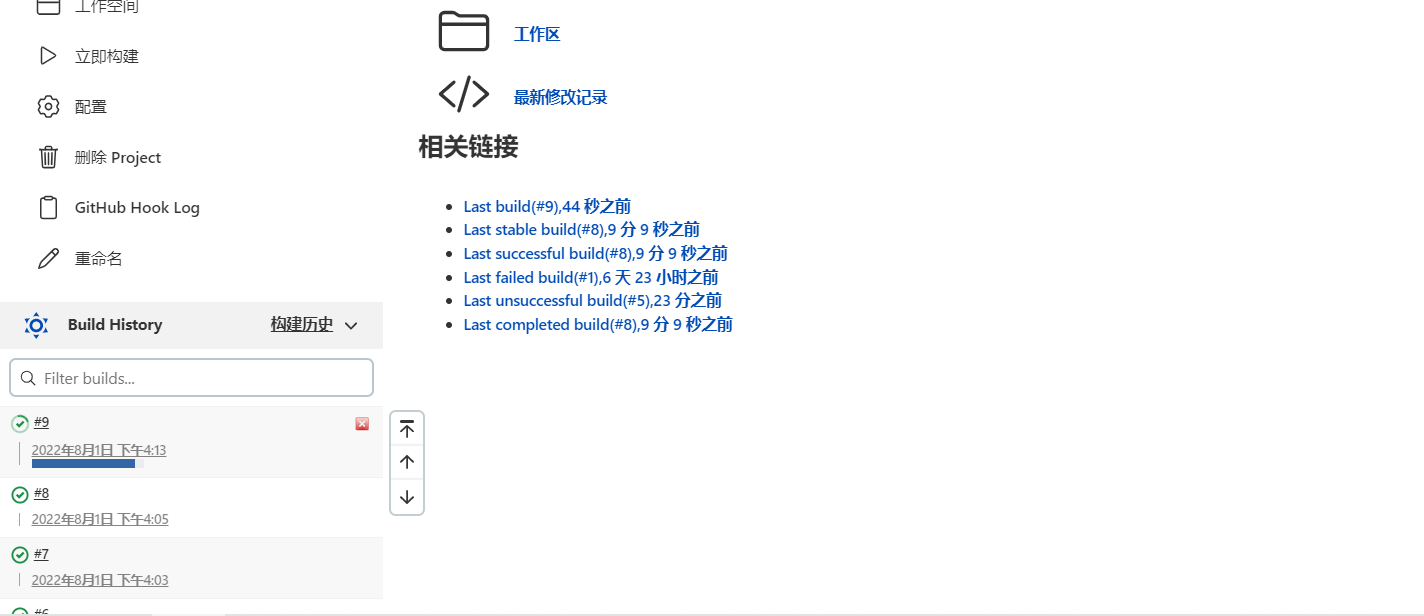 工作空间
立即构建
配置
删除 Project
GitHub Hook Log
重命名
Build History
构建历史
Filter builds...
#9
2022年8月1日 下午4:13
#8
2022年8月1日 下午4:05
#7
2022年8月1日 下午4:03
#6
工作区
最新修改记录
相关链接
Last build(#9),44 秒之前
Last stable build(#8),9 分 9 秒之前
Last successful build(#8),9 分 9 秒之前
Last failed build(#1),6 天 23 小时之前
Last unsuccessful build(#5),23 分之前
Last completed build(#8),9 分 9 秒之前